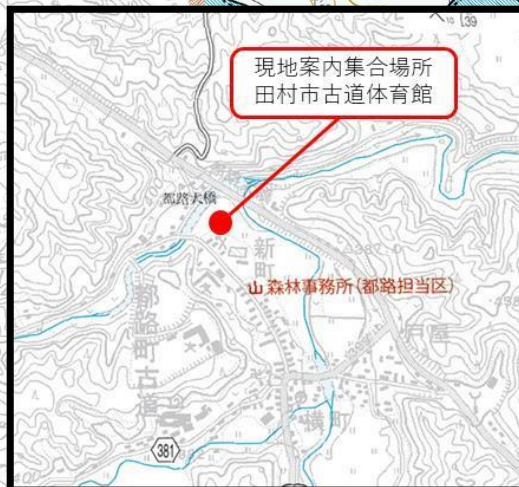 現地案内集合場所
田村市古道体育館
都路大橋
新町
山森林事務所(都路担当区)
戸屋
都路町古道
横町
381